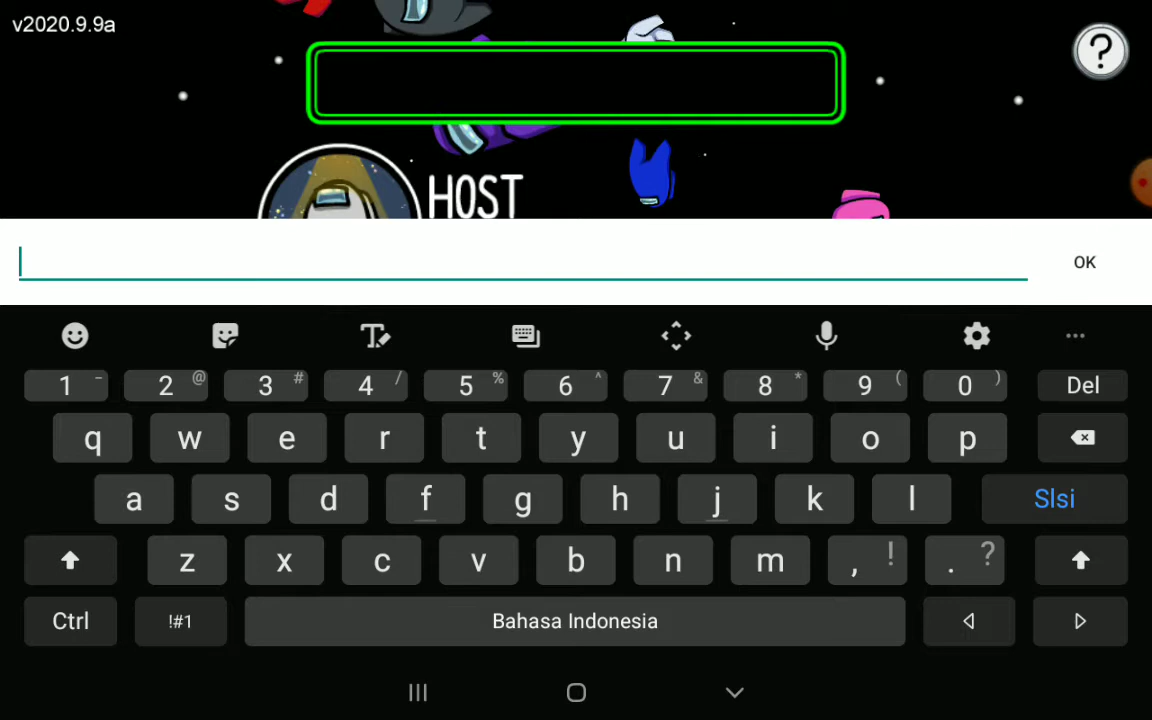 v2020.9.9a
?
HOST
OK
1 - 2 @ 3 # 4 / 5 % 6 ^ 7 & 8 * 9 ( 0 ) Del
q w e r t y u i o p
a s d f g h j k l Slsi
z x c v b n m , ! . ?
Ctrl !#1 Bahasa Indonesia